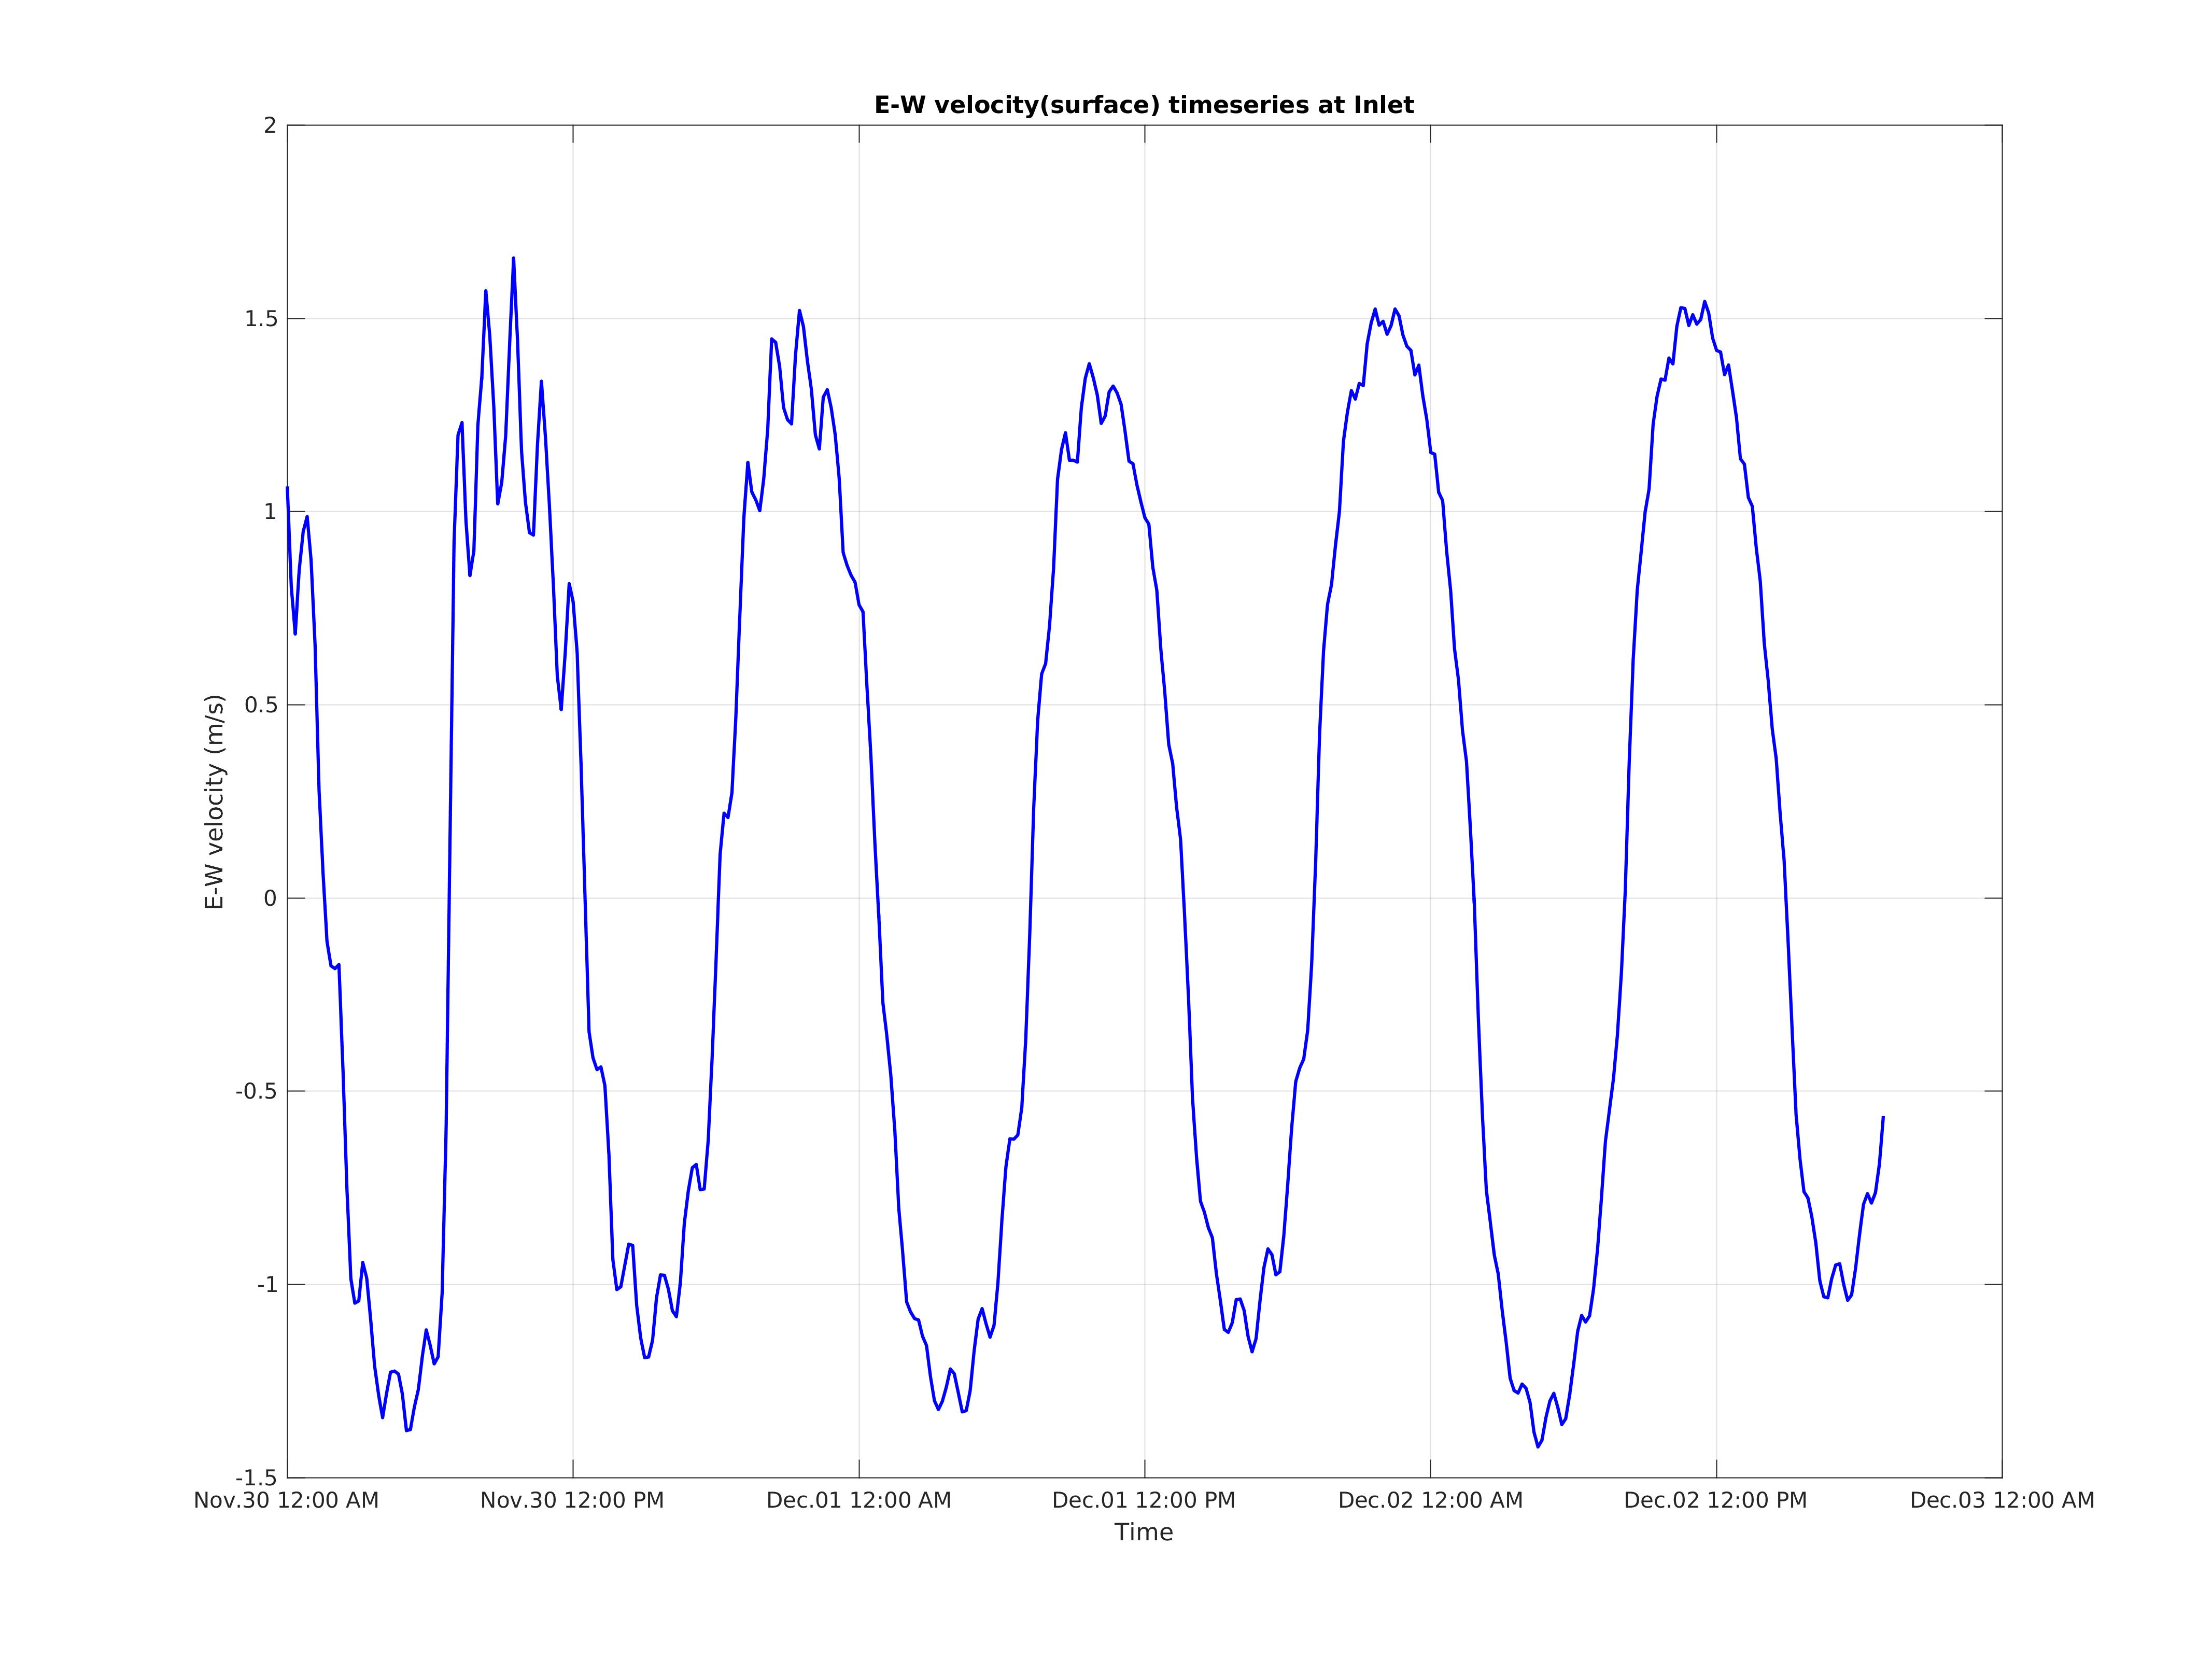 E-W velocity(surface) timeseries at Inlet
2
1.5
1
0.5
0
-0.5
-1
-1.5
E-W velocity (m/s)
Nov.30 12:00 AM Nov.30 12:00 PM Dec.01 12:00 AM Dec.01 12:00 PM Dec.02 12:00 AM Dec.02 12:00 PM Dec.03 12:00 AM
Time